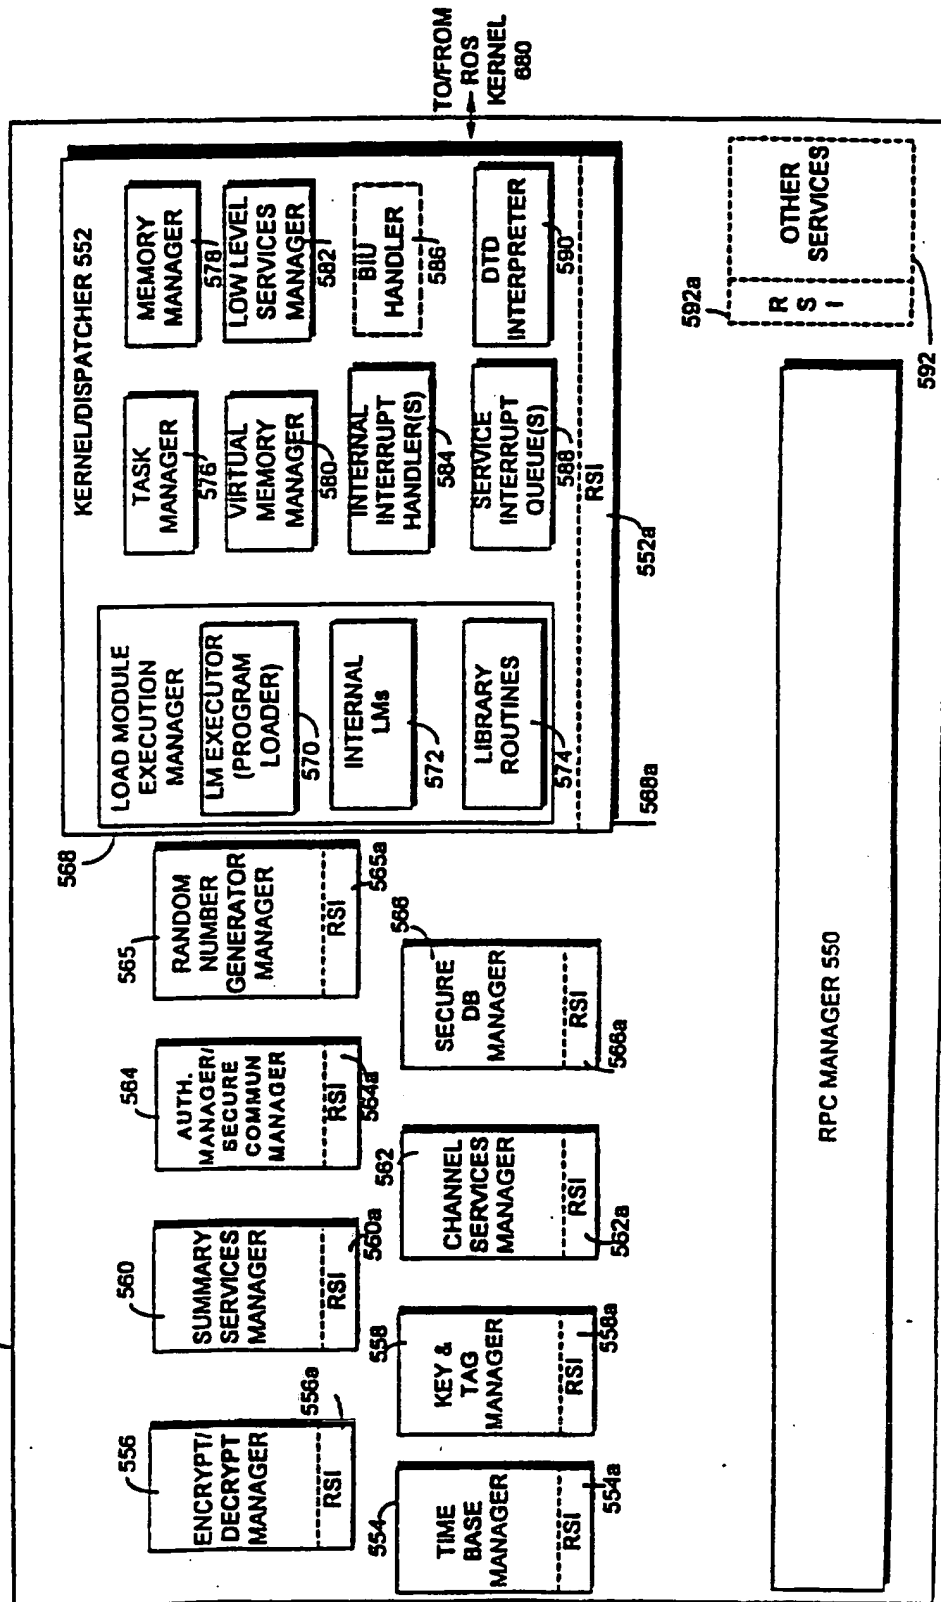 TO/FROM
ROS
KERNEL
680
KERNEL/DISPATCHER 552
LOAD MODULE
EXECUTION
MANAGER
LM EXECUTOR
(PROGRAM
LOADER)
570
INTERNAL
LMs
572
LIBRARY
ROUTINES
574
568
568a
TASK
MANAGER
576
MEMORY
MANAGER
578
VIRTUAL
MEMORY
MANAGER
580
LOW LEVEL
SERVICES
MANAGER
582
INTERNAL
INTERRUPT
HANDLER(S)
584
BIU
HANDLER
586
SERVICE
INTERRUPT
QUEUE(S)
588
DTD
INTERPRETER
590
RSI
552a
556
ENCRYPT/
DECRYPT
MANAGER
RSI
556a
560
SUMMARY
SERVICES
MANAGER
RSI
560a
564
AUTH.
MANAGER/
SECURE
COMMUN
MANAGER
RSI
564a
565
RANDOM
NUMBER
GENERATOR
MANAGER
RSI
565a
554
TIME
BASE
MANAGER
RSI
554a
558
KEY &
TAG
MANAGER
RSI
558a
562
CHANNEL
SERVICES
MANAGER
RSI
562a
566
SECURE
DB
MANAGER
RSI
566a
592a
RSI
OTHER
SERVICES
592
RPC MANAGER 550